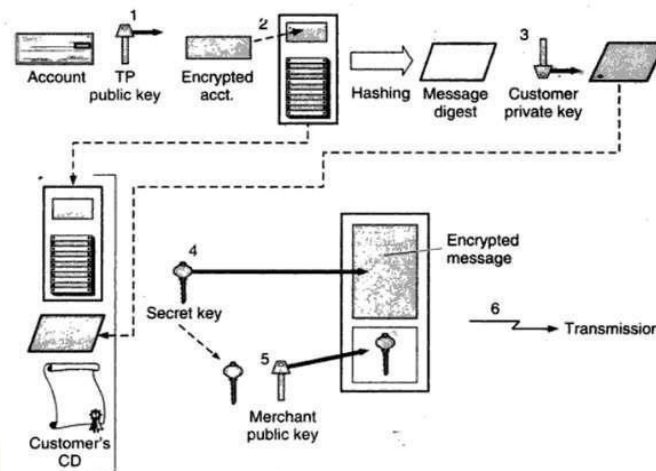 1
2
3
Account
TP
public key
Encrypted
acct.
Hashing
Message
digest
Customer
private key
4
Encrypted
message
Secret key
5
6
Transmission
Merchant
public key
Customer's
CD